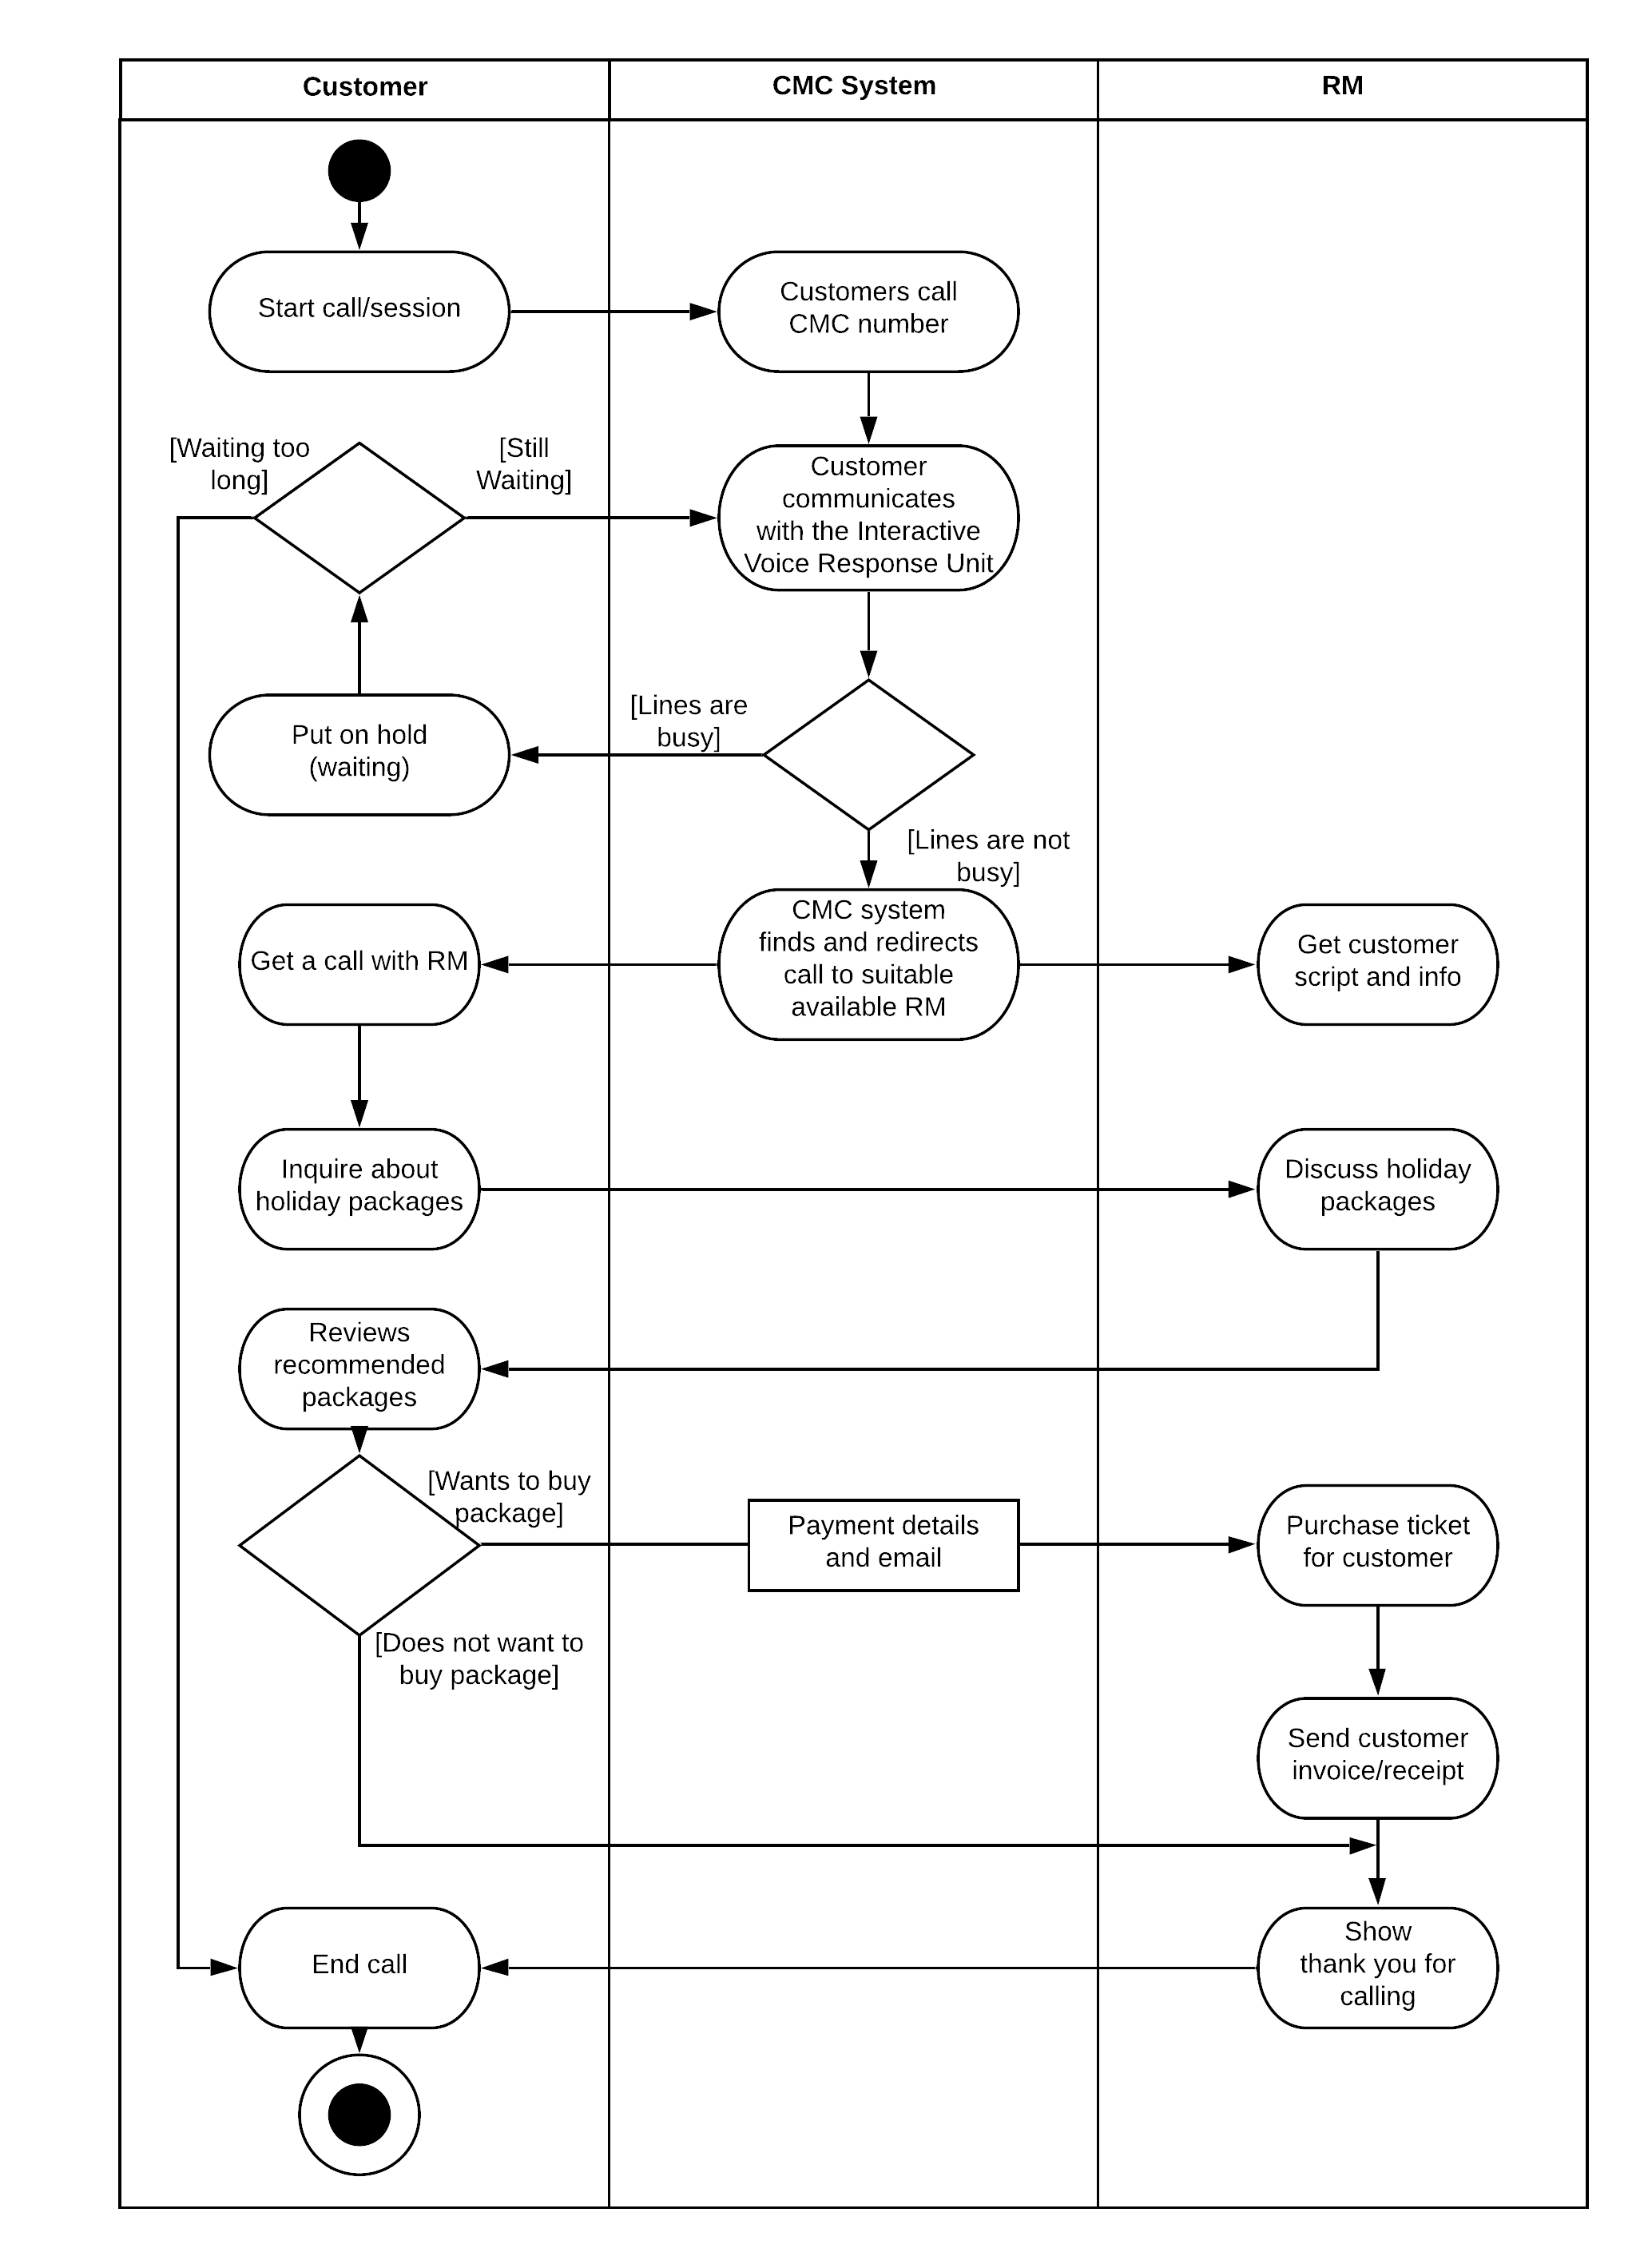 Customer
CMC System
RM
Start call/session
Customers call
CMC number
[Waiting too
long]
[Still
Waiting]
Customer
communicates
with the Interactive
Voice Response Unit
Put on hold
(waiting)
[Lines are
busy]
[Lines are not
busy]
Get a call with RM
CMC system
finds and redirects
call to suitable
available RM
Get customer
script and info
Inquire about
holiday packages
Discuss holiday
packages
Reviews
recommended
packages
[Wants to buy
package]
Payment details
and email
Purchase ticket
for customer
[Does not want to
buy package]
Send customer
invoice/receipt
End call
Show
thank you for
calling